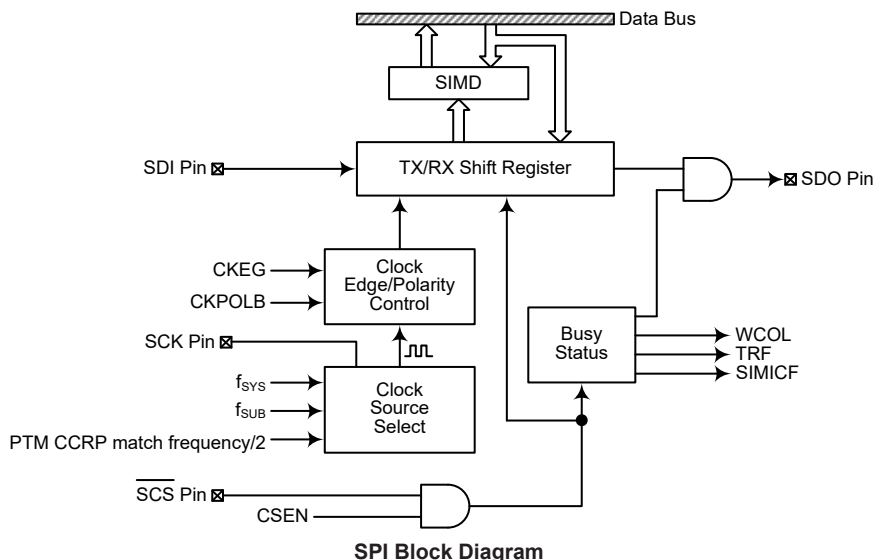 Data Bus
SIMD
SDI Pin
TX/RX Shift Register
SDO Pin
CKEG
CKPOLB
Clock
Edge/Polarity
Control
SCK Pin
Busy
Status
WCOL
TRF
SIMICF
fSYS
fSUB
PTM CCRP match frequency/2
Clock
Source
Select
SCS Pin
CSEN
SPI Block Diagram